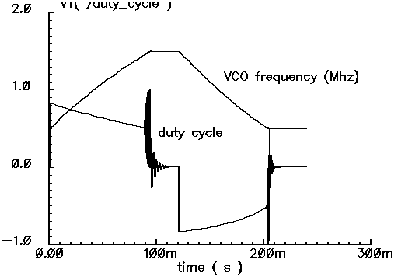 VT( /duty_cycle )
2.0
VCO frequency (Mhz)
1.0
duty cycle
0.0
-1.0
0.00
100m
200m
300m
time ( s )